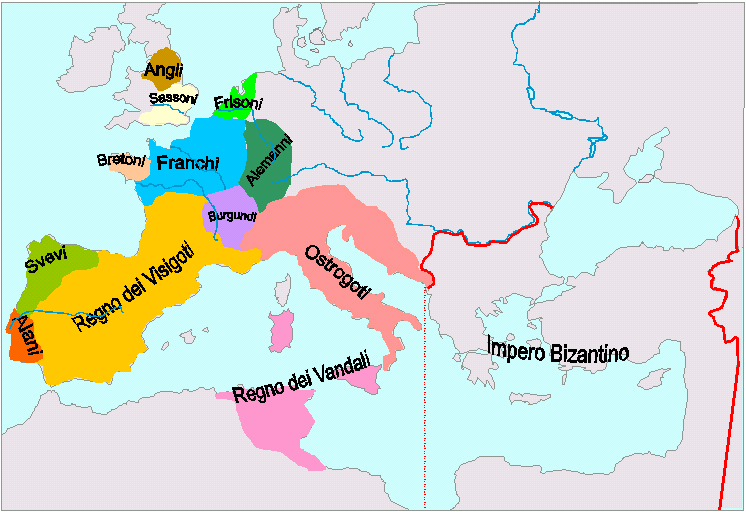 Angli
Sassoni
Frisoni
Bretoni
Franchi
Alemanni
Burgundi
Svevi
Regno dei Visigoti
Ostrogoti
Alani
Impero Bizantino
Regno dei Vandali